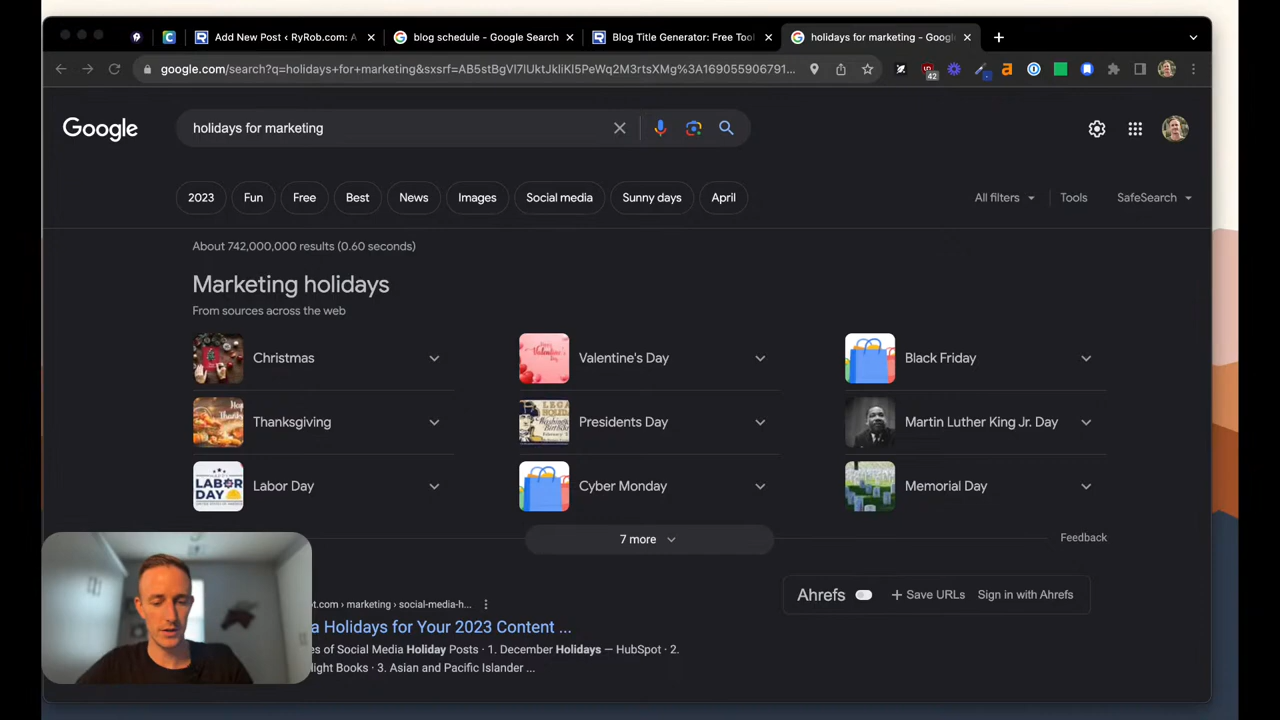 Add New Post ‹ RyRob.com: A
blog schedule - Google Search
Blog Title Generator: Free Tool
holidays for marketing - Google
google.com/search?q=holidays+for+marketing&sxsrf=AB5stBgVI7lUktJkliKI5PeWq2M3rtsXMg%3A169055906791...
42
Google
holidays for marketing
2023
Fun
Free
Best
News
Images
Social media
Sunny days
April
All filters
Tools
SafeSearch
About 742,000,000 results (0.60 seconds)
Marketing holidays
From sources across the web
Christmas
Valentine's Day
Black Friday
Thanksgiving
Presidents Day
Martin Luther King Jr. Day
LABOR
DAY
Labor Day
Cyber Monday
Memorial Day
7 more
Feedback
Ahrefs
+ Save URLs
Sign in with Ahrefs
ot.com › marketing › social-media-h...
a Holidays for Your 2023 Content ...
es of Social Media Holiday Posts · 1. December Holidays — HubSpot · 2.
light Books · 3. Asian and Pacific Islander ...